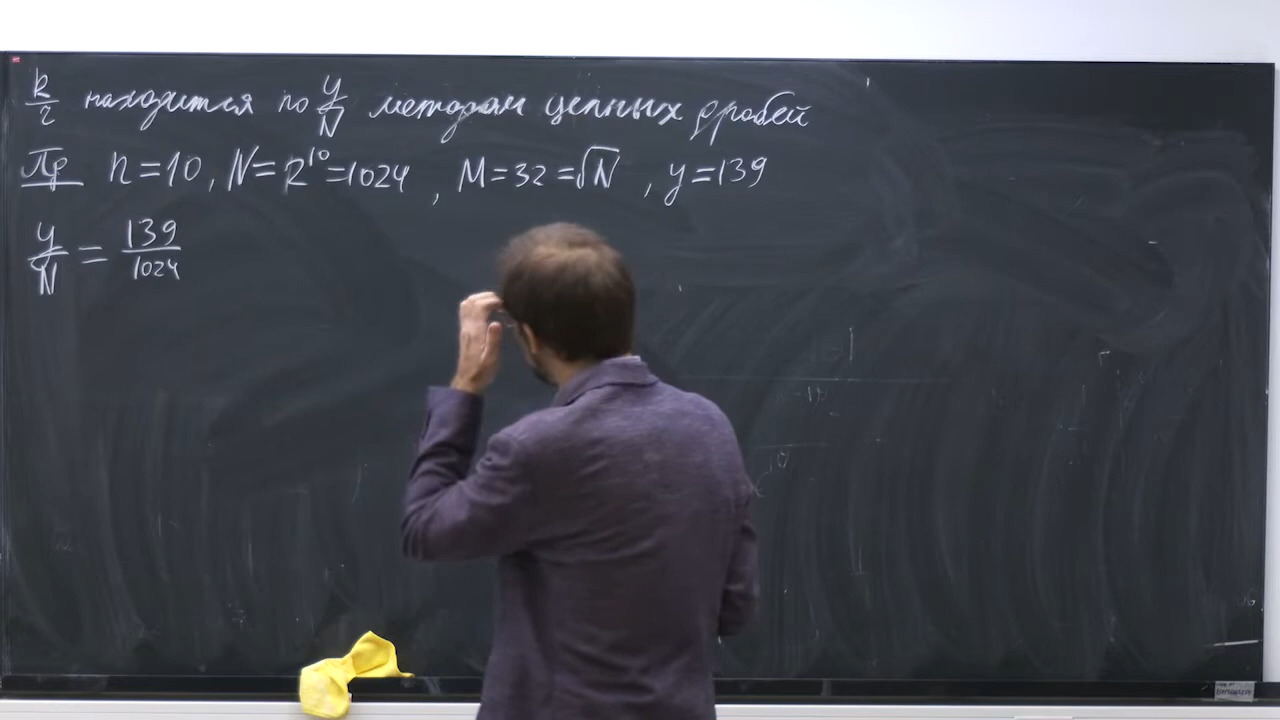 k/r находится по y/N методом цепных дробей
Пр n=10, N=2^10=1024, M=32=√N, y=139
y/N = 139/1024